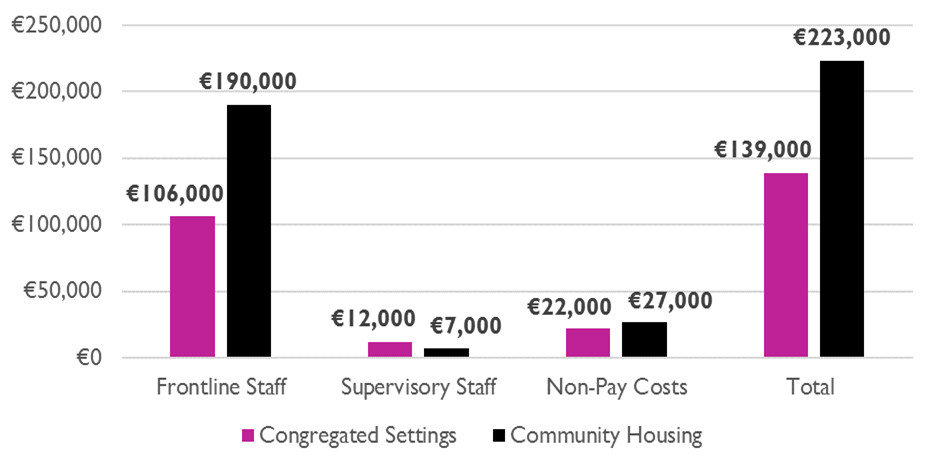 €250,000
€200,000
€150,000
€100,000
€50,000
€0
€106,000
€190,000
€12,000
€7,000
€22,000
€27,000
€139,000
€223,000
Frontline Staff
Supervisory Staff
Non-Pay Costs
Total
Congregated Settings
Community Housing